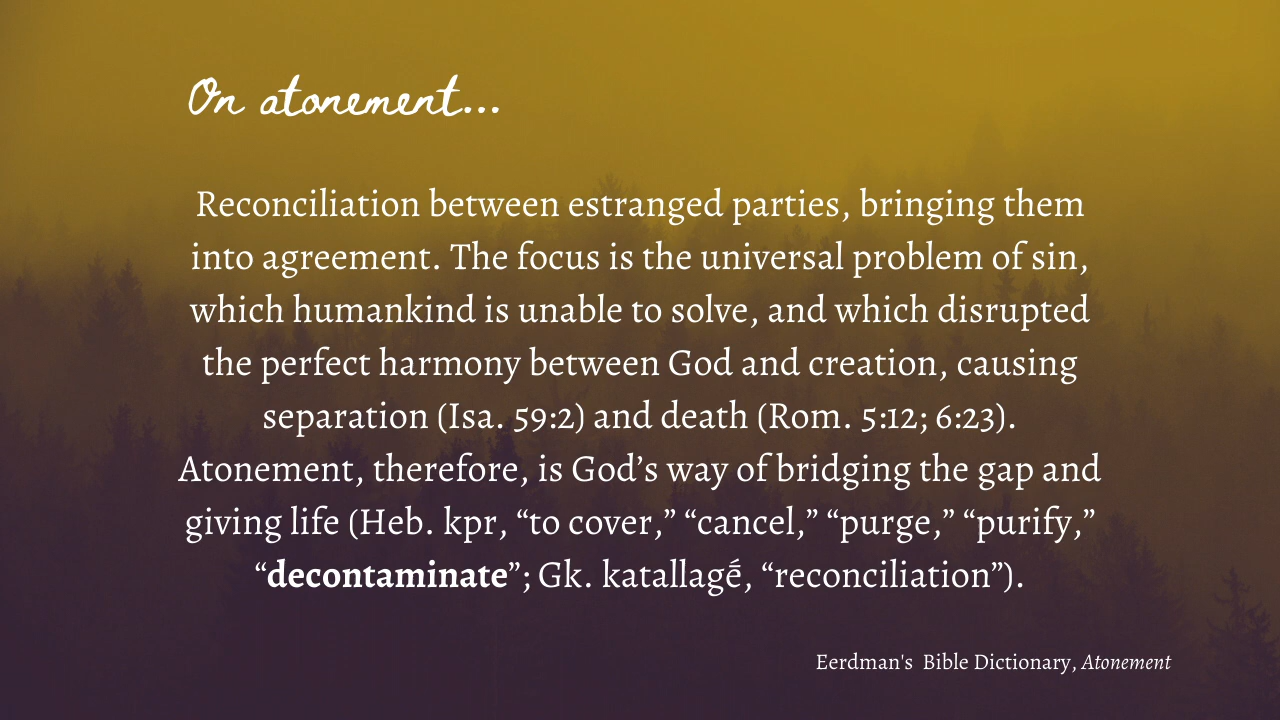 On atonement...
Reconciliation between estranged parties, bringing them
into agreement. The focus is the universal problem of sin,
which humankind is unable to solve, and which disrupted
the perfect harmony between God and creation, causing
separation (Isa. 59:2) and death (Rom. 5:12; 6:23).
Atonement, therefore, is God’s way of bridging the gap and
giving life (Heb. kpr, “to cover,” “cancel,” “purge,” “purify,”
“decontaminate”; Gk. katallagḗ, “reconciliation”).
Eerdman's  Bible Dictionary, Atonement